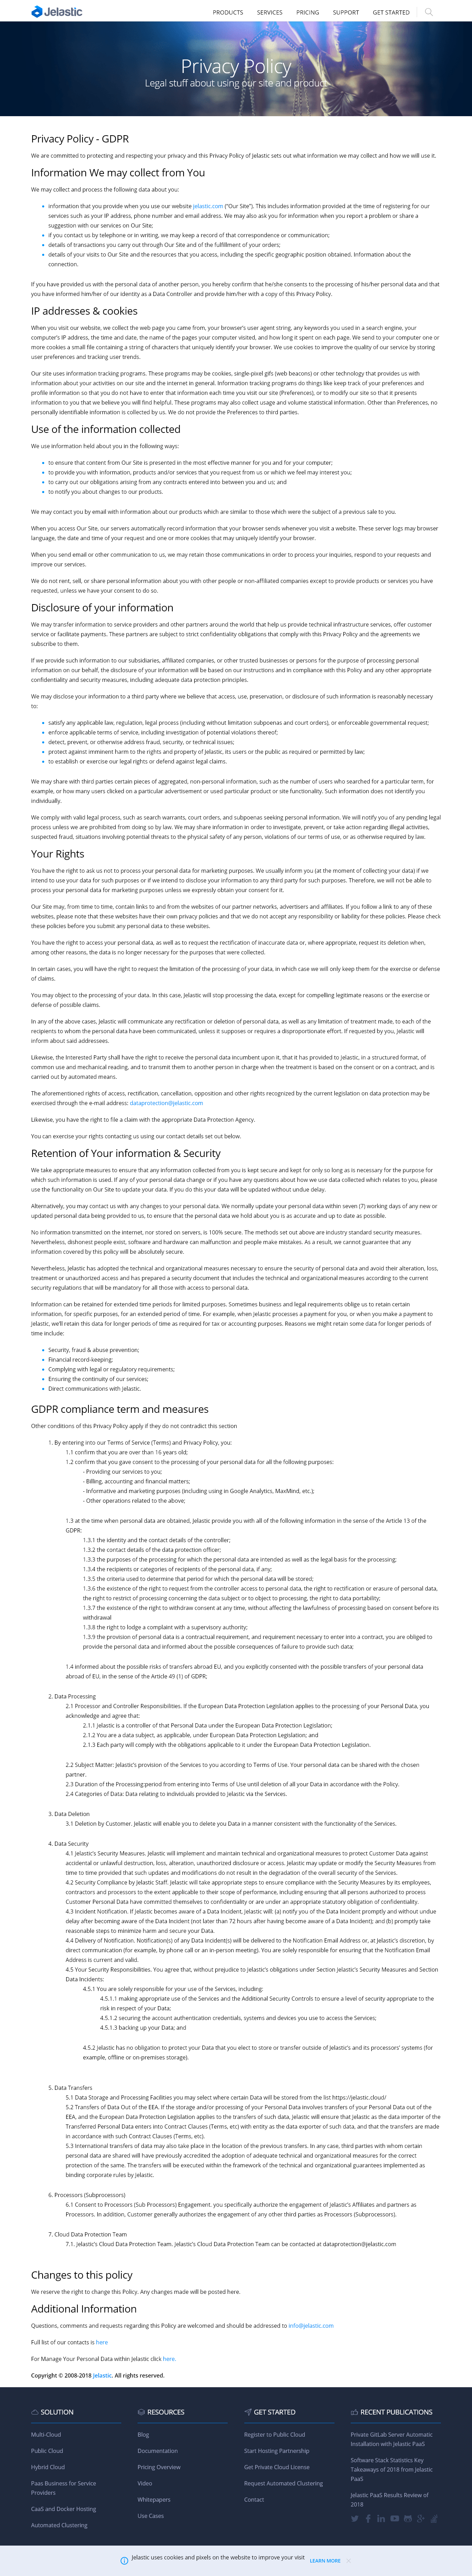 Jelastic
PRODUCTS SERVICES PRICING SUPPORT GET STARTED
Privacy Policy
Legal stuff about using our site and product
Privacy Policy - GDPR
We are committed to protecting and respecting your privacy and this Privacy Policy of Jelastic sets out what information we may collect and how we will use it.
Information We may collect from You
We may collect and process the following data about you:
information that you provide when you use our website jelastic.com ("Our Site"). This includes information provided at the time of registering for our
services such as your IP address, phone number and email address. We may also ask you for information when you report a problem or share a
suggestion with our services on Our Site;
if you contact us by telephone or in writing, we may keep a record of that correspondence or communication;
details of transactions you carry out through Our Site and of the fulfillment of your orders;
details of your visits to Our Site and the resources that you access, including the specific geographic position obtained. Information about the
connection.
If you have provided us with the personal data of another person, you hereby confirm that he/she consents to the processing of his/her personal data and that
you have informed him/her of our identity as a Data Controller and provide him/her with a copy of this Privacy Policy.
IP addresses & cookies
When you visit our website, we collect the web page you came from, your browser's user agent string, any keywords you used in a search engine, your
computer's IP address, the time and date, the name of the pages your computer visited, and how long it spent on each page. We send to your computer one or
more cookies a small file containing a string of characters that uniquely identify your browser. We use cookies to improve the quality of our service by storing
user preferences and tracking user trends.
Our site uses information tracking programs. These programs may be cookies, single-pixel gifs (web beacons) or other technology that provides us with
information about your activities on our site and the internet in general. Information tracking programs do things like keep track of your preferences and
profile information so that you do not have to re-enter that information each time you visit our site (Preferences), or to modify our site so that it presents
information to you that we believe you will find helpful. These programs may also collect usage and volume statistical information. Other than Preferences, no
personally identifiable information is collected by us. We do not provide the Preferences to third parties.
Use of the information collected
We use information held about you in the following ways:
to ensure that content from Our Site is presented in the most effective manner for you and for your computer;
to provide you with information, products and/or services that you request from us or which we feel may interest you;
to carry out our obligations arising from any contracts entered into between you and us; and
to notify you about changes to our products.
We may contact you by email with information about our products which are similar to those which were the subject of a previous sale to you.
When you access Our Site, our servers automatically record information that your browser sends whenever you visit a website. These server logs may browser
language, the date and time of your request and one or more cookies that may uniquely identify your browser.
When you send email or other communication to us, we may retain those communications in order to process your inquiries, respond to your requests and
improve our services.
We do not rent, sell, or share personal information about you with other people or non-affiliated companies except to provide products or services you have
requested, unless we have your consent to do so.
Disclosure of your information
We may transfer information to service providers and other partners around the world that help us provide technical infrastructure services, offer customer
service or facilitate payments. These partners are subject to strict confidentiality obligations that comply with this Privacy Policy and the agreements we
subscribe to them.
If we provide such information to our subsidiaries, affiliated companies, or other trusted businesses or persons for the purpose of processing personal
information on our behalf, the disclosure of your information will be based on our instructions and in compliance with this Policy and any other appropriate
confidentiality and security measures, including adequate data protection principles.
We may disclose your information to a third party where we believe that access, use, preservation, or disclosure of such information is reasonably necessary
to:
satisfy any applicable law, regulation, legal process (including without limitation subpoenas and court orders), or enforceable governmental request;
enforce applicable terms of service, including investigation of potential violations thereof;
detect, prevent, or otherwise address fraud, security, or technical issues;
protect against imminent harm to the rights and property of Jelastic, its users or the public as required or permitted by law;
to establish or exercise our legal rights or defend against legal claims.
We may share with third parties certain pieces of aggregated, non-personal information, such as the number of users who searched for a particular term, for
example, or how many users clicked on a particular advertisement or used particular product or site functionality. Such information does not identify you
individually.
We comply with valid legal process, such as search warrants, court orders, and subpoenas seeking personal information. We will notify you of any pending legal
process unless we are prohibited from doing so by law. We may share information in order to investigate, prevent, or take action regarding illegal activities,
suspected fraud, situations involving potential threats to the physical safety of any person, violations of our terms of use, or as otherwise required by law.
Your Rights
You have the right to ask us not to process your personal data for marketing purposes. We usually inform you (at the moment of collecting your data) if we
intend to use your data for such purposes or if we intend to disclose your information to any third party for such purposes. Therefore, we will not be able to
process your personal data for marketing purposes unless we expressly obtain your consent for it.
Our Site may, from time to time, contain links to and from the websites of our partner networks, advertisers and affiliates. If you follow a link to any of these
websites, please note that these websites have their own privacy policies and that we do not accept any responsibility or liability for these policies. Please check
these policies before you submit any personal data to these websites.
You have the right to access your personal data, as well as to request the rectification of inaccurate data or, where appropriate, request its deletion when,
among other reasons, the data is no longer necessary for the purposes that were collected.
In certain cases, you will have the right to request the limitation of the processing of your data, in which case we will only keep them for the exercise or defense
of claims.
You may object to the processing of your data. In this case, Jelastic will stop processing the data, except for compelling legitimate reasons or the exercise or
defense of possible claims.
In any of the above cases, Jelastic will communicate any rectification or deletion of personal data, as well as any limitation of treatment made, to each of the
recipients to whom the personal data have been communicated, unless it supposes or requires a disproportionate effort. If requested by you, Jelastic will
inform about said addressees.
Likewise, the Interested Party shall have the right to receive the personal data incumbent upon it, that it has provided to Jelastic, in a structured format, of
common use and mechanical reading, and to transmit them to another person in charge when the treatment is based on the consent or on a contract, and is
carried out by automated means.
The aforementioned rights of access, rectification, cancellation, opposition and other rights recognized by the current legislation on data protection may be
exercised through the e-mail address: dataprotection@jelastic.com
Likewise, you have the right to file a claim with the appropriate Data Protection Agency.
You can exercise your rights contacting us using our contact details set out below.
Retention of Your information & Security
We take appropriate measures to ensure that any information collected from you is kept secure and kept for only so long as is necessary for the purpose for
which such information is used. If any of your personal data change or if you have any questions about how we use data collected which relates to you, please
use the functionality on Our Site to update your data. If you do this your data will be updated without undue delay.
Alternatively, you may contact us with any changes to your personal data. We normally update your personal data within seven (7) working days of any new or
updated personal data being provided to us, to ensure that the personal data we hold about you is as accurate and up to date as possible.
No information transmitted on the internet, nor stored on servers, is 100% secure. The methods set out above are industry standard security measures.
Nevertheless, dishonest people exist, software and hardware can malfunction and people make mistakes. As a result, we cannot guarantee that any
information covered by this policy will be absolutely secure.
Nevertheless, Jelastic has adopted the technical and organizational measures necessary to ensure the security of personal data and avoid their alteration, loss,
treatment or unauthorized access and has prepared a security document that includes the technical and organizational measures according to the current
security regulations that will be mandatory for all those with access to personal data.
Information can be retained for extended time periods for limited purposes. Sometimes business and legal requirements oblige us to retain certain
information, for specific purposes, for an extended period of time. For example, when Jelastic processes a payment for you, or when you make a payment to
Jelastic, we'll retain this data for longer periods of time as required for tax or accounting purposes. Reasons we might retain some data for longer periods of
time include:
Security, fraud & abuse prevention;
Financial record-keeping;
Complying with legal or regulatory requirements;
Ensuring the continuity of our services;
Direct communications with Jelastic.
GDPR compliance term and measures
Other conditions of this Privacy Policy apply if they do not contradict this section
1. By entering into our Terms of Service (Terms) and Privacy Policy, you:
1.1 confirm that you are over than 16 years old;
1.2 confirm that you gave consent to the processing of your personal data for all the following purposes:
- Providing our services to you;
- Billing, accounting and financial matters;
- Informative and marketing purposes (including using in Google Analytics, MaxMind, etc.);
- Other operations related to the above;
1.3 at the time when personal data are obtained, Jelastic provide you with all of the following information in the sense of the Article 13 of the
GDPR:
1.3.1 the identity and the contact details of the controller;
1.3.2 the contact details of the data protection officer;
1.3.3 the purposes of the processing for which the personal data are intended as well as the legal basis for the processing;
1.3.4 the recipients or categories of recipients of the personal data, if any;
1.3.5 the criteria used to determine that period for which the personal data will be stored;
1.3.6 the existence of the right to request from the controller access to personal data, the right to rectification or erasure of personal data,
the right to restrict of processing concerning the data subject or to object to processing, the right to data portability;
1.3.7 the existence of the right to withdraw consent at any time, without affecting the lawfulness of processing based on consent before its
withdrawal
1.3.8 the right to lodge a complaint with a supervisory authority;
1.3.9 the provision of personal data is a contractual requirement, and requirement necessary to enter into a contract, you are obliged to
provide the personal data and informed about the possible consequences of failure to provide such data;
1.4 informed about the possible risks of transfers abroad EU, and you explicitly consented with the possible transfers of your personal data
abroad of EU, in the sense of the Article 49 (1) of GDPR;
2. Data Processing
2.1 Processor and Controller Responsibilities. If the European Data Protection Legislation applies to the processing of your Personal Data, you
acknowledge and agree that:
2.1.1 Jelastic is a controller of that Personal Data under the European Data Protection Legislation;
2.1.2 You are a data subject, as applicable, under European Data Protection Legislation; and
2.1.3 Each party will comply with the obligations applicable to it under the European Data Protection Legislation.
2.2 Subject Matter: Jelastic's provision of the Services to you according to Terms of Use. Your personal data can be shared with the chosen
partner.
2.3 Duration of the Processing:period from entering into Terms of Use until deletion of all your Data in accordance with the Policy.
2.4 Categories of Data: Data relating to individuals provided to Jelastic via the Services.
3. Data Deletion
3.1 Deletion by Customer. Jelastic will enable you to delete you Data in a manner consistent with the functionality of the Services.
4. Data Security
4.1 Jelastic's Security Measures. Jelastic will implement and maintain technical and organizational measures to protect Customer Data against
accidental or unlawful destruction, loss, alteration, unauthorized disclosure or access. Jelastic may update or modify the Security Measures from
time to time provided that such updates and modifications do not result in the degradation of the overall security of the Services.
4.2 Security Compliance by Jelastic Staff. Jelastic will take appropriate steps to ensure compliance with the Security Measures by its employees,
contractors and processors to the extent applicable to their scope of performance, including ensuring that all persons authorized to process
Customer Personal Data have committed themselves to confidentiality or are under an appropriate statutory obligation of confidentiality.
4.3 Incident Notification. If Jelastic becomes aware of a Data Incident, Jelastic will: (a) notify you of the Data Incident promptly and without undue
delay after becoming aware of the Data Incident (not later than 72 hours after having become aware of a Data Incident); and (b) promptly take
reasonable steps to minimize harm and secure your Data.
4.4 Delivery of Notification. Notification(s) of any Data Incident(s) will be delivered to the Notification Email Address or, at Jelastic's discretion, by
direct communication (for example, by phone call or an in-person meeting). You are solely responsible for ensuring that the Notification Email
Address is current and valid.
4.5 Your Security Responsibilities. You agree that, without prejudice to Jelastic's obligations under Section Jelastic's Security Measures and Section
Data Incidents:
4.5.1 You are solely responsible for your use of the Services, including:
4.5.1.1 making appropriate use of the Services and the Additional Security Controls to ensure a level of security appropriate to the
risk in respect of your Data;
4.5.1.2 securing the account authentication credentials, systems and devices you use to access the Services;
4.5.1.3 backing up your Data; and
4.5.2 Jelastic has no obligation to protect your Data that you elect to store or transfer outside of Jelastic's and its processors' systems (for
example, offline or on-premises storage).
5. Data Transfers
5.1 Data Storage and Processing Facilities you may select where certain Data will be stored from the list https://jelastic.cloud/
5.2 Transfers of Data Out of the EEA. If the storage and/or processing of your Personal Data involves transfers of your Personal Data out of the
EEA, and the European Data Protection Legislation applies to the transfers of such data, Jelastic will ensure that Jelastic as the data importer of the
Transferred Personal Data enters into Contract Clauses (Terms, etc) with entity as the data exporter of such data, and that the transfers are made
in accordance with such Contract Clauses (Terms, etc).
5.3 International transfers of data may also take place in the location of the previous transfers. In any case, third parties with whom certain
personal data are shared will have previously accredited the adoption of adequate technical and organizational measures for the correct
protection of the same. The transfers will be executed within the framework of the technical and organizational guarantees implemented as
binding corporate rules by Jelastic.
6. Processors (Subprocessors)
6.1 Consent to Processors (Sub Processors) Engagement. you specifically authorize the engagement of Jelastic's Affiliates and partners as
Processors. In addition, Customer generally authorizes the engagement of any other third parties as Processors (Subprocessors).
7. Cloud Data Protection Team
7.1. Jelastic's Cloud Data Protection Team. Jelastic's Cloud Data Protection Team can be contacted at dataprotection@jelastic.com
Changes to this policy
We reserve the right to change this Policy. Any changes made will be posted here.
Additional Information
Questions, comments and requests regarding this Policy are welcomed and should be addressed to info@jelastic.com
Full list of our contacts is here
For Manage Your Personal Data within Jelastic click here.
Copyright © 2008-2018 Jelastic. All rights reserved.
SOLUTION
Multi-Cloud
Public Cloud
Hybrid Cloud
Paas Business for Service
Providers
CaaS and Docker Hosting
Automated Clustering
RESOURCES
Blog
Documentation
Pricing Overview
Video
Whitepapers
Use Cases
GET STARTED
Register to Public Cloud
Start Hosting Partnership
Get Private Cloud License
Request Automated Clustering
Contact
RECENT PUBLICATIONS
Private GitLab Server Automatic
Installation with Jelastic PaaS
Software Stack Statistics Key
Takeaways of 2018 from Jelastic
PaaS
Jelastic PaaS Results Review of
2018
Jelastic uses cookies and pixels on the website to improve your visit LEARN MORE